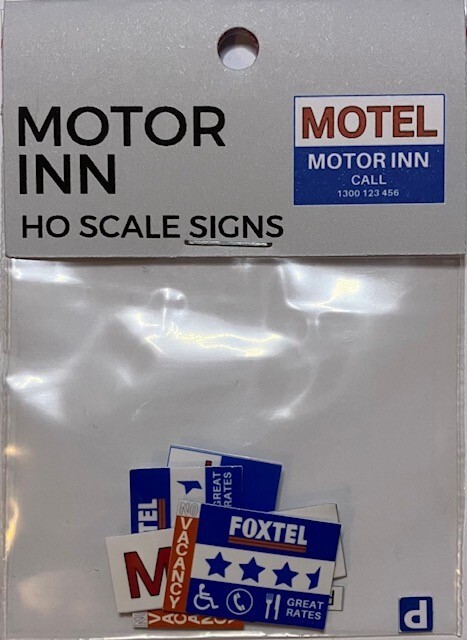 MOTOR
INN
HO SCALE SIGNS
MOTEL
MOTOR INN
CALL
1300 123 456
GREAT
RATES
TEL
NO
VACANCY
FOXTEL
GREAT
RATES
M
P